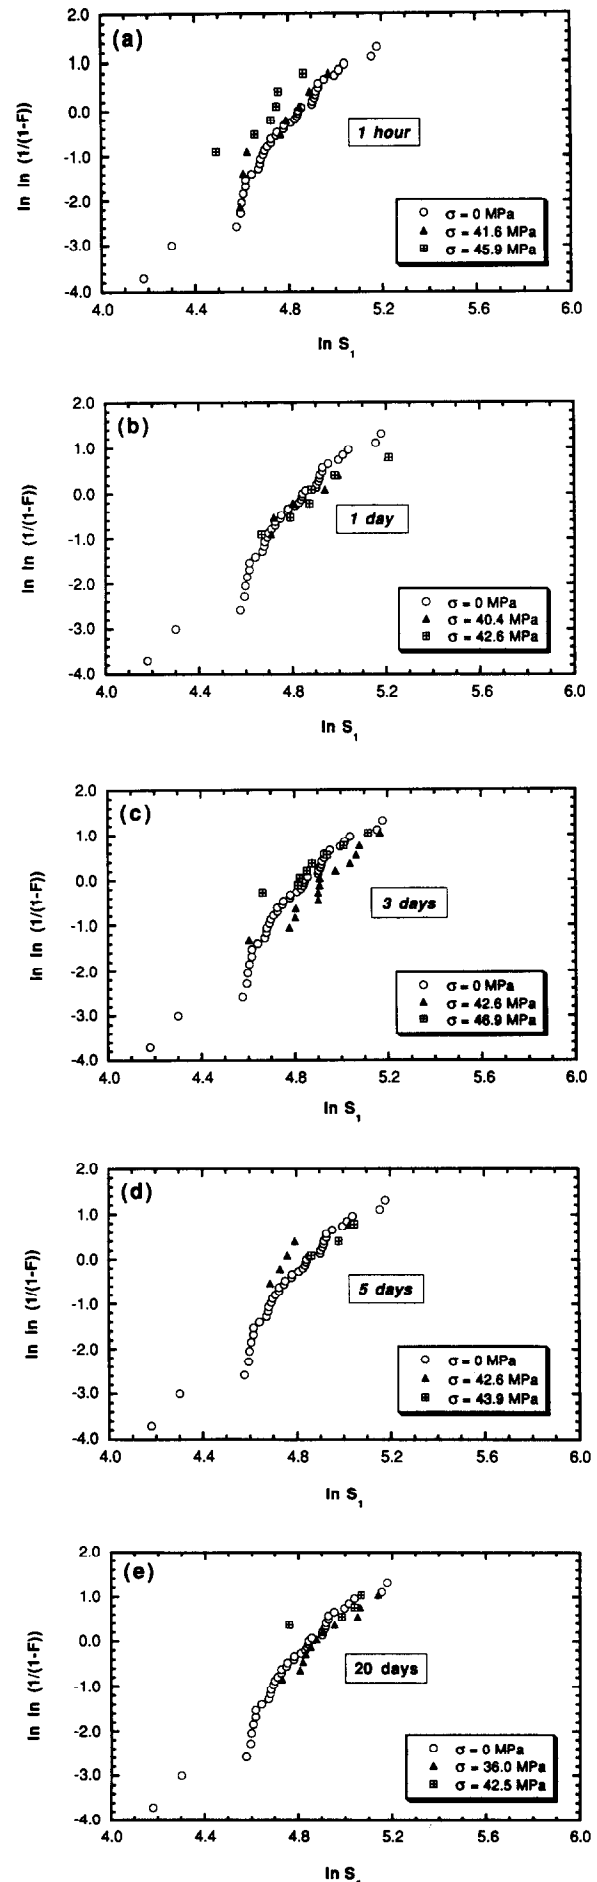 (a)
2.0
1.0
0.0
-1.0
-2.0
-3.0
-4.0
4.0 4.4 4.8 5.2 5.6 6.0
ln ln (1/(1-F))
ln S1
1 hour
σ = 0 MPa
σ = 41.6 MPa
σ = 45.9 MPa
(b)
2.0
1.0
0.0
-1.0
-2.0
-3.0
-4.0
4.0 4.4 4.8 5.2 5.6 6.0
ln ln (1/(1-F))
ln S1
1 day
σ = 0 MPa
σ = 40.4 MPa
σ = 42.6 MPa
(c)
2.0
1.0
0.0
-1.0
-2.0
-3.0
-4.0
4.0 4.4 4.8 5.2 5.6 6.0
ln ln (1/(1-F))
ln S1
3 days
σ = 0 MPa
σ = 42.6 MPa
σ = 46.9 MPa
(d)
2.0
1.0
0.0
-1.0
-2.0
-3.0
-4.0
4.0 4.4 4.8 5.2 5.6 6.0
ln ln (1/(1-F))
ln S1
5 days
σ = 0 MPa
σ = 42.6 MPa
σ = 43.9 MPa
(e)
2.0
1.0
0.0
-1.0
-2.0
-3.0
-4.0
4.0 4.4 4.8 5.2 5.6 6.0
ln ln (1/(1-F))
ln S1
20 days
σ = 0 MPa
σ = 36.0 MPa
σ = 42.5 MPa